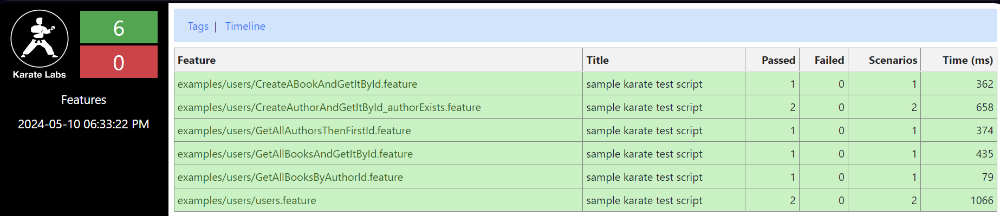 Karate Labs
6
0
Features
2024-05-10 06:33:22 PM
Tags | Timeline
Feature Title Passed Failed Scenarios Time (ms)
examples/users/CreateABookAndGetItById.feature sample karate test script 1 0 1 362
examples/users/CreateAuthorAndGetItById_authorExists.feature sample karate test script 2 0 2 658
examples/users/GetAllAuthorsThenFirstId.feature sample karate test script 1 0 1 374
examples/users/GetAllBooksAndGetItById.feature sample karate test script 1 0 1 435
examples/users/GetAllBooksByAuthorId.feature sample karate test script 1 0 1 79
examples/users/users.feature sample karate test script 2 0 2 1066